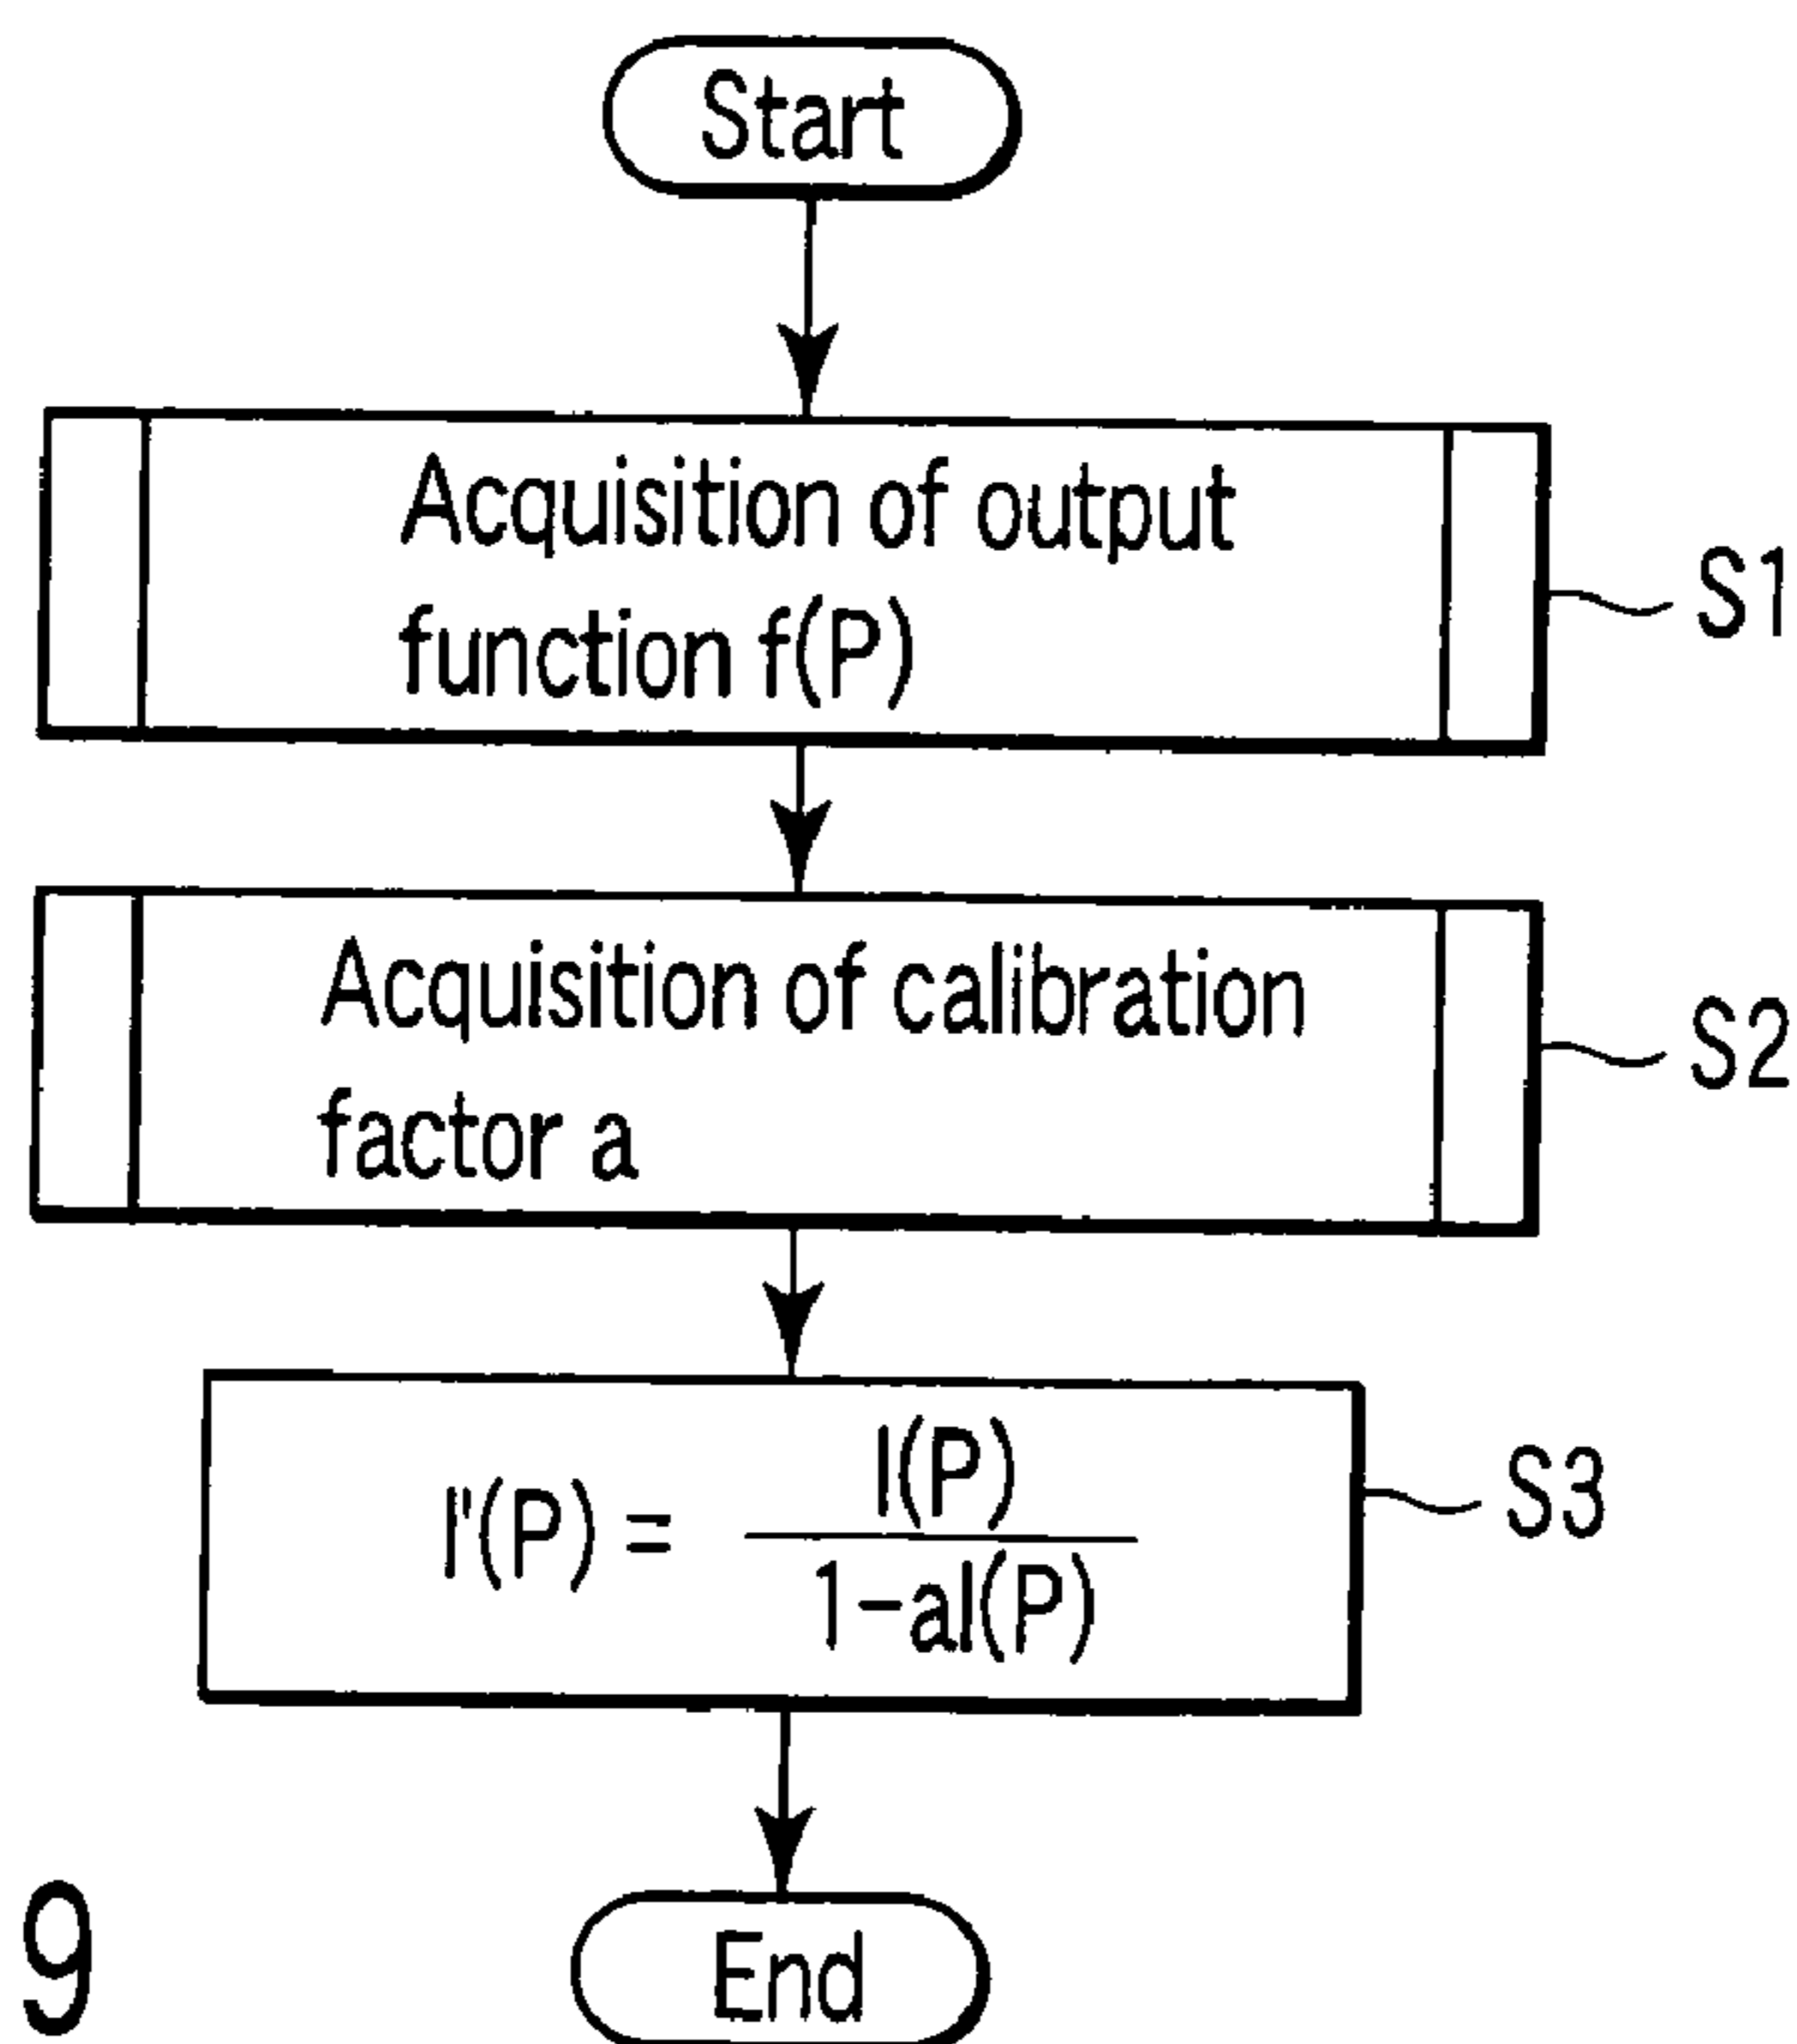 Start
Acquisition of output
function f(P)
S1
Acquisition of calibration
factor a
S2
I'(P) = I(P) / 1-aI(P)
S3
End
9